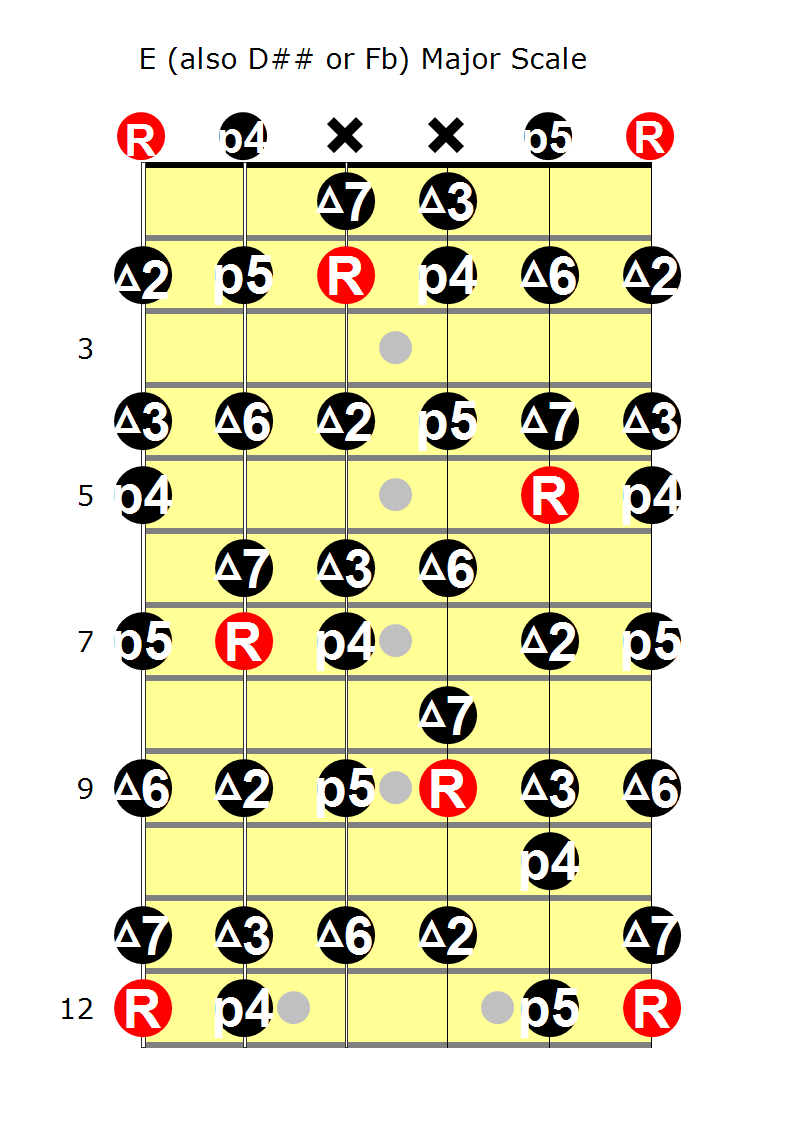 E (also D## or Fb) Major Scale
R p4 × × p5 R
Δ7 Δ3
Δ2 p5 R p4 Δ6 Δ2
3
Δ3 Δ6 Δ2 p5 Δ7 Δ3
5 p4 R p4
Δ7 Δ3 Δ6
7 p5 R p4 Δ2 p5
Δ7
9 Δ6 Δ2 p5 R Δ3 Δ6
p4
Δ7 Δ3 Δ6 Δ2 Δ7
12 R p4 p5 R